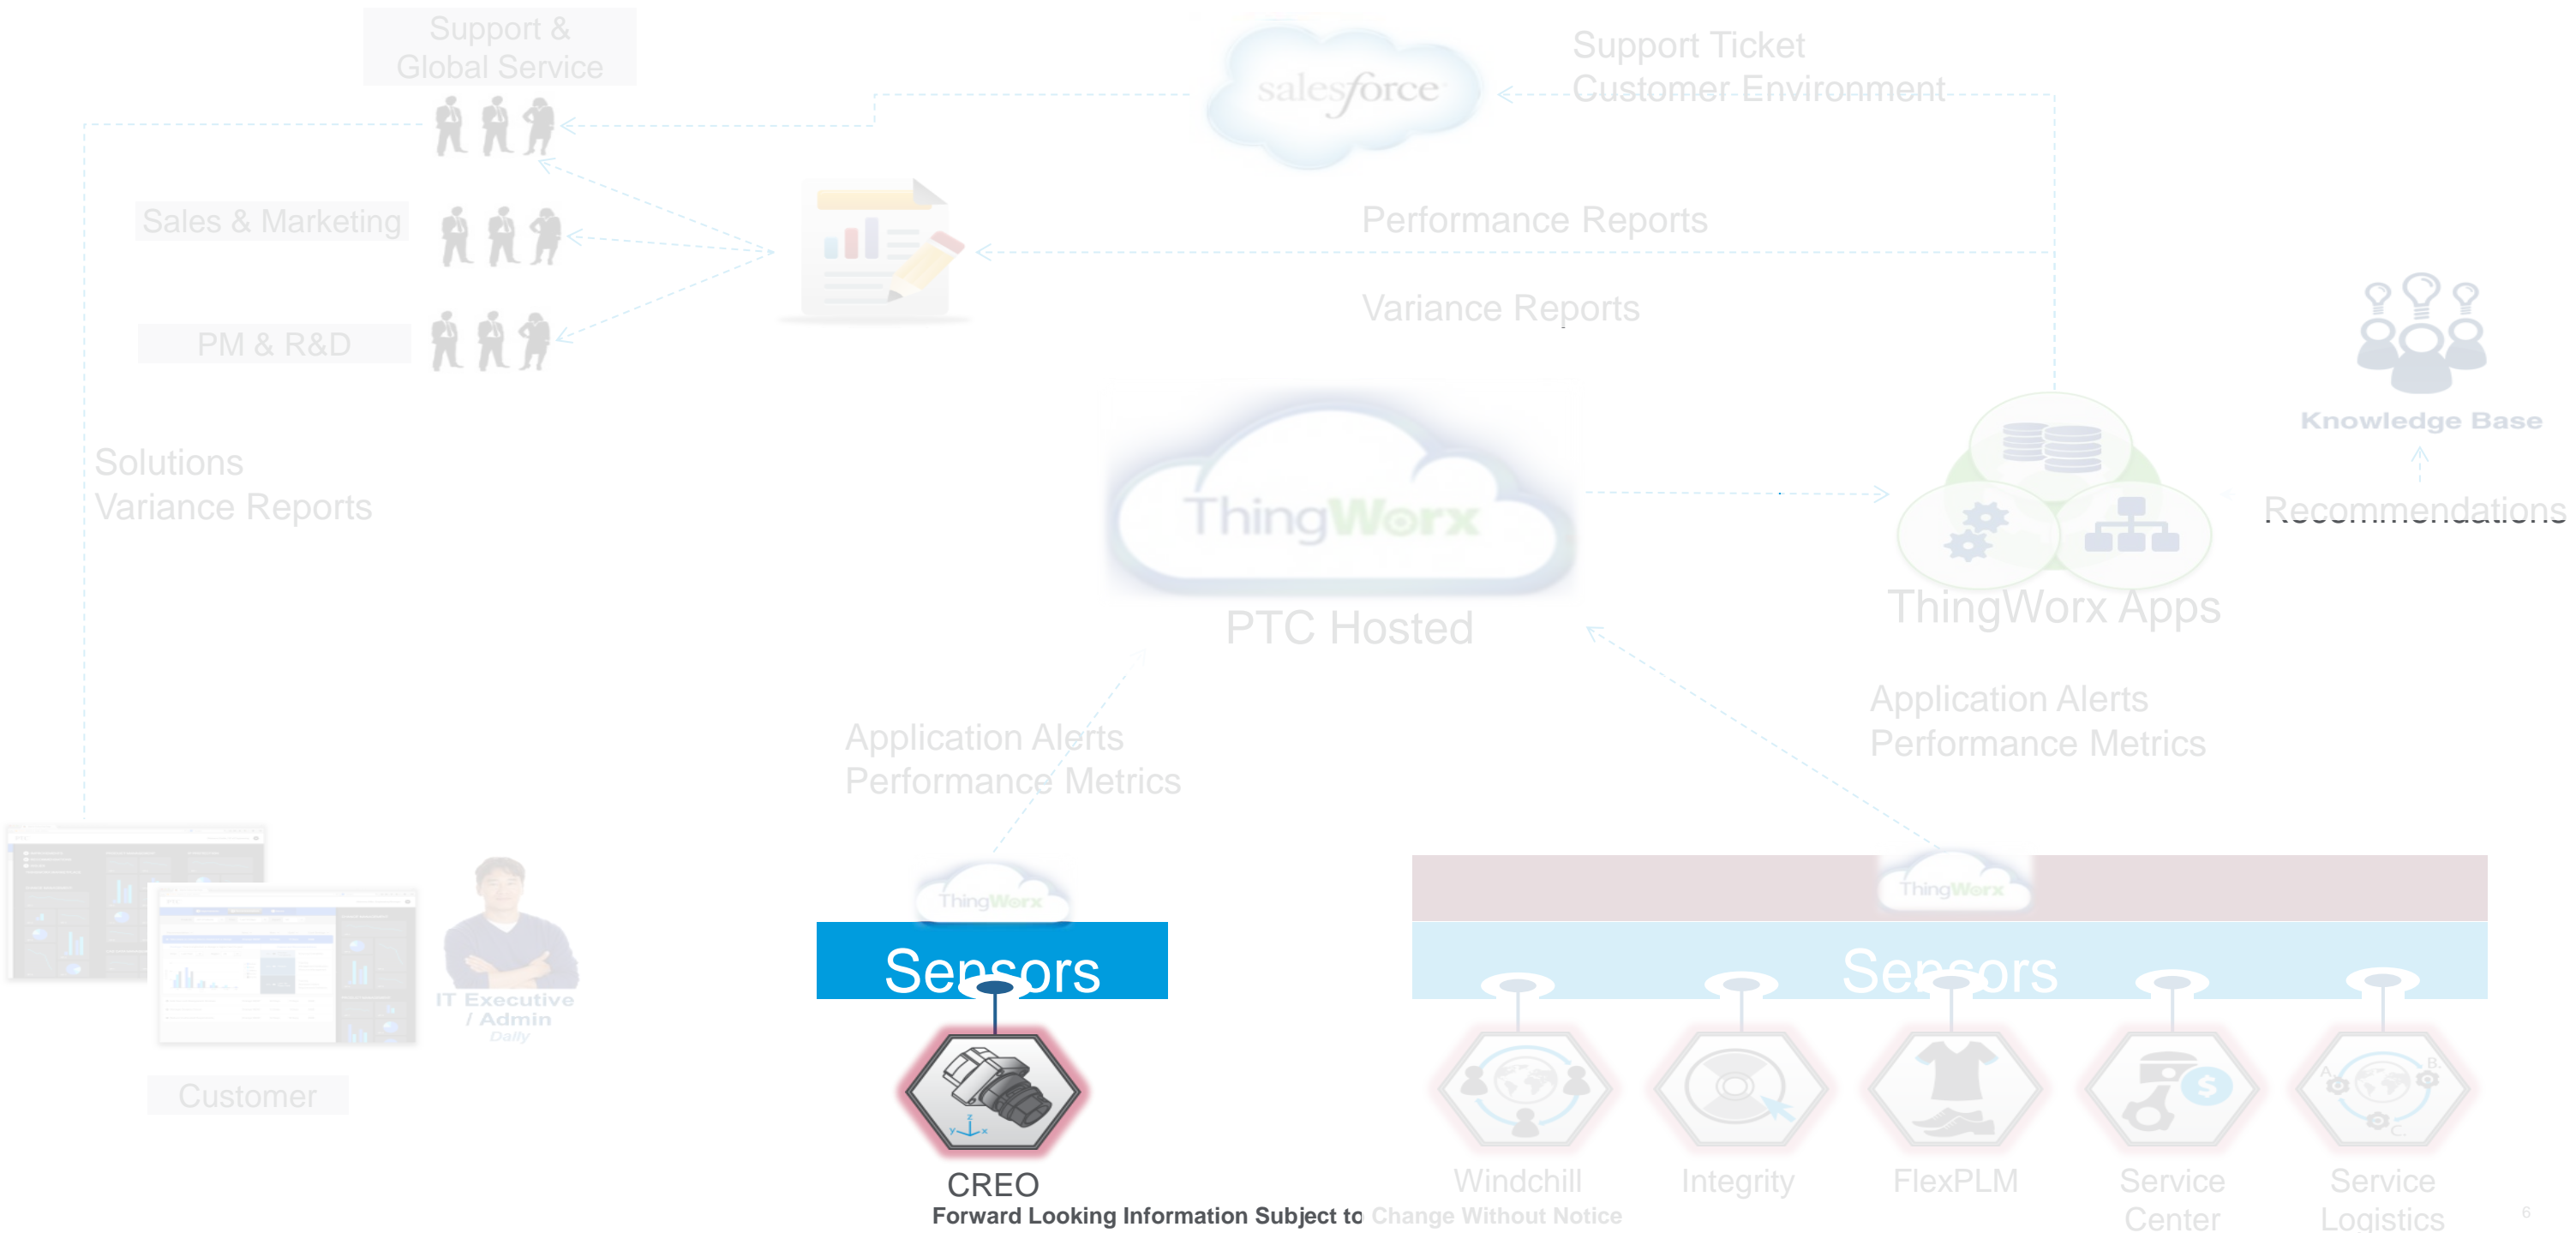 Support &
Global Service
salesforce
Support Ticket
Customer Environment
Sales & Marketing
Performance Reports
PM & R&D
Variance Reports
Knowledge Base
Solutions
Variance Reports
ThingWorx
Recommendations
PTC Hosted
ThingWorx Apps
Application Alerts
Performance Metrics
Application Alerts
Performance Metrics
ThingWorx
ThingWorx
Sensors
Sensors
IT Executive
/ Admin
Daily
Customer
z
y
x
$
A.
B.
C.
CREO
Windchill
Integrity
FlexPLM
Service
Center
Service
Logistics
Forward Looking Information Subject to Change Without Notice
6